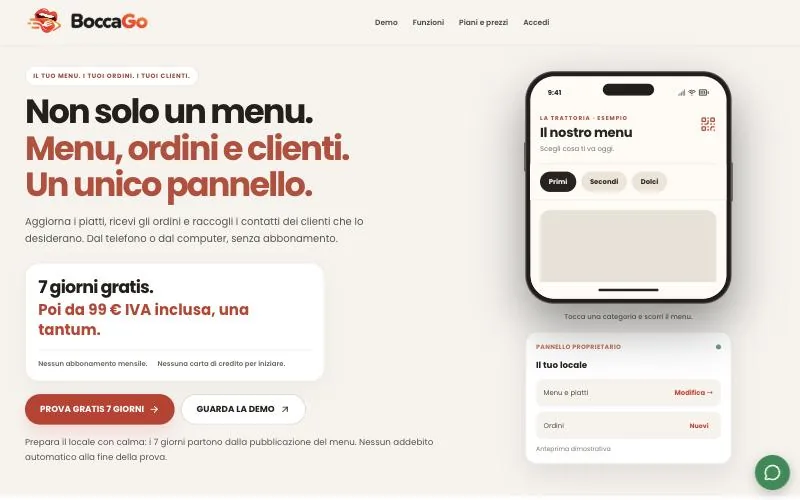 BoccaGo
Demo
Funzioni
Piani e prezzi
Accedi
IL TUO MENU. I TUOI ORDINI. I TUOI CLIENTI.
Non solo un menu.
Menu, ordini e clienti.
Un unico pannello.
Aggiorna i piatti, ricevi gli ordini e raccogli i contatti dei clienti che lo
desiderano. Dal telefono o dal computer, senza abbonamento.
7 giorni gratis.
Poi da 99 € IVA inclusa, una
tantum.
Nessun abbonamento mensile.
Nessuna carta di credito per iniziare.
PROVA GRATIS 7 GIORNI →
GUARDA LA DEMO ↗
Prepara il locale con calma: i 7 giorni partono dalla pubblicazione del menu. Nessun addebito
automatico alla fine della prova.
9:41
LA TRATTORIA · ESEMPIO
Il nostro menu
Scegli cosa ti va oggi.
Primi
Secondi
Dolci
Tocca una categoria e scorri il menu.
PANNELLO PROPRIETARIO
Il tuo locale
Menu e piatti
Modifica →
Ordini
Nuovi
Anteprima dimostrativa